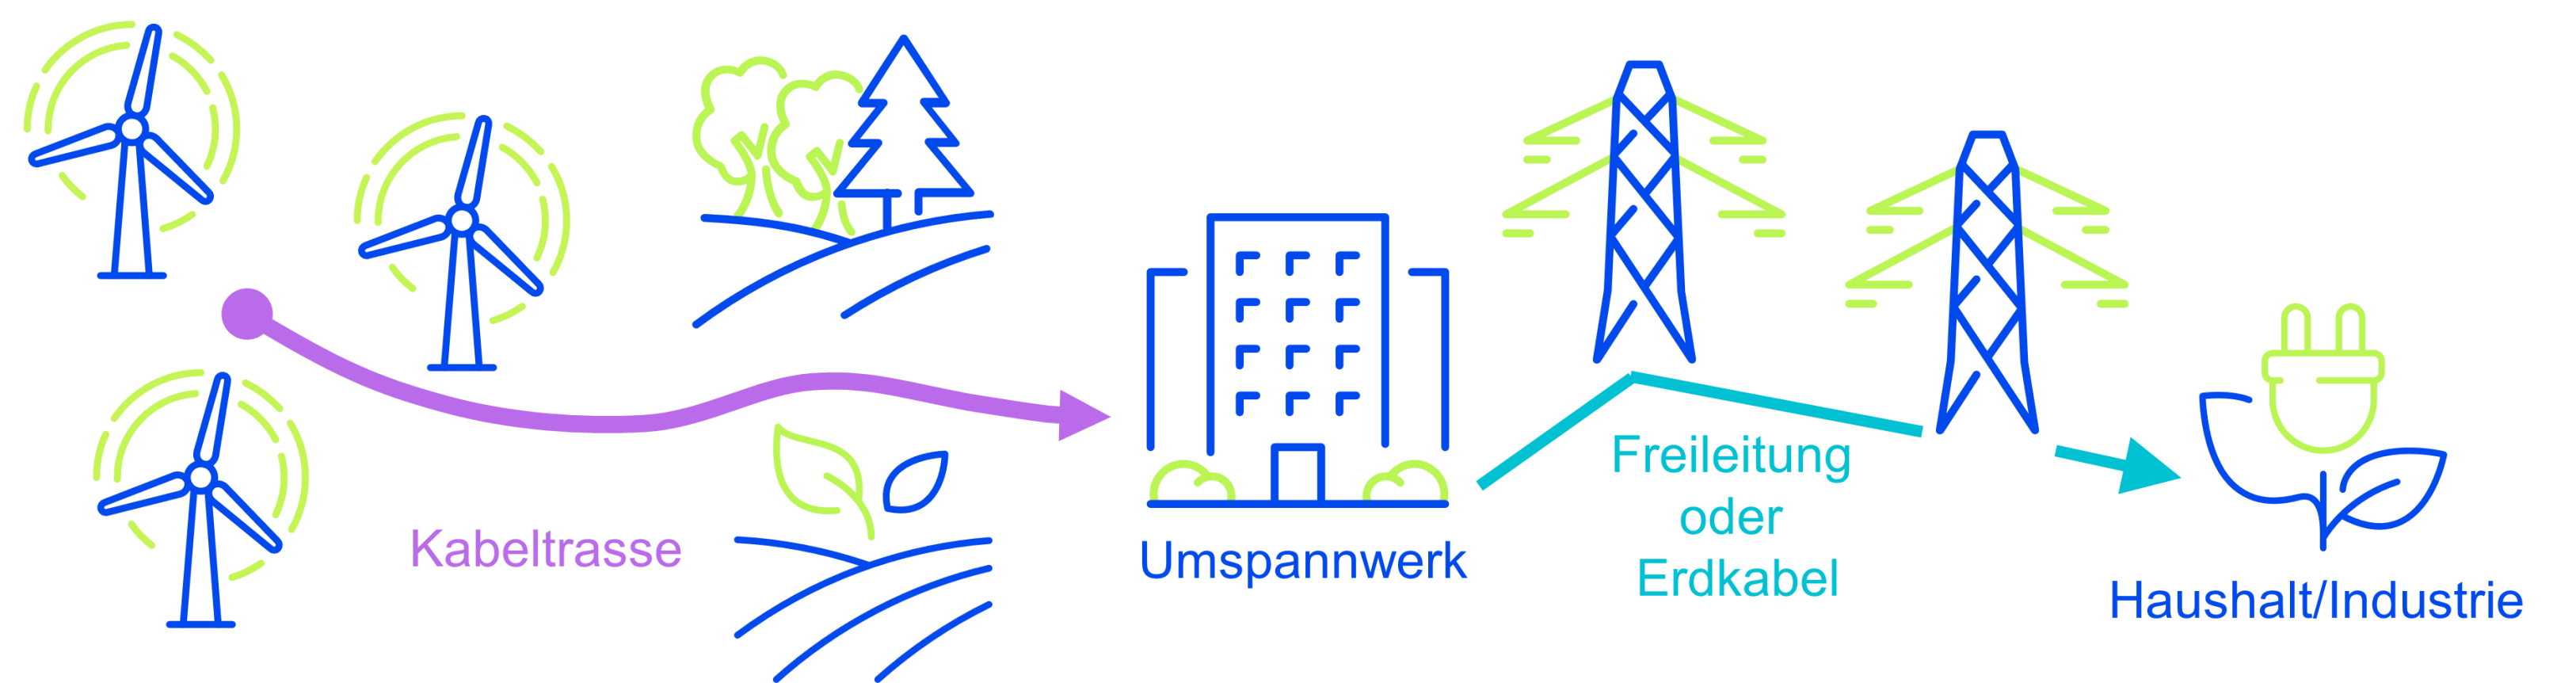 Kabeltrasse
Umspannwerk
Freileitung
oder
Erdkabel
Haushalt/Industrie